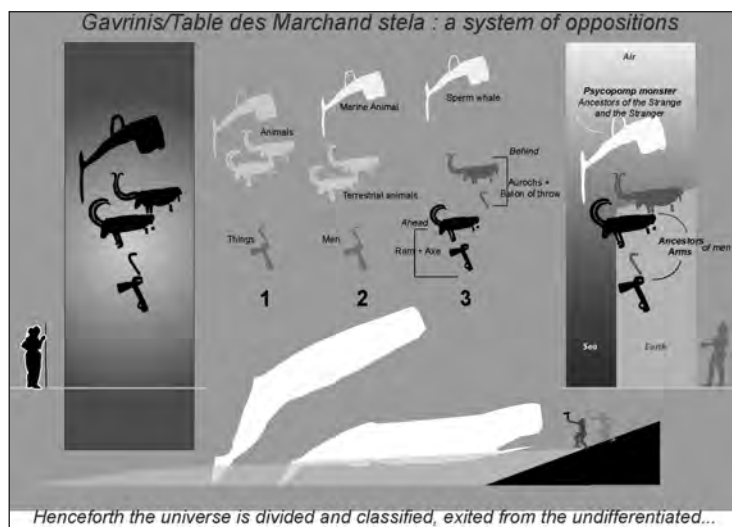 Gavrinis/Table des Marchand stela : a system of oppositions
Air
Psycopomp monster
Ancestors of the Strange
and the Stranger
Marine Animal
Sperm whale
Animals
Behind
Aurochs +
Baton of throw
Terrestrial animals
Ahead
Things
Men
Ram + Axe
Ancestors
Arms
of men
1
2
3
Sea
Earth
Henceforth the universe is divided and classified, exited from the undifferentiated...